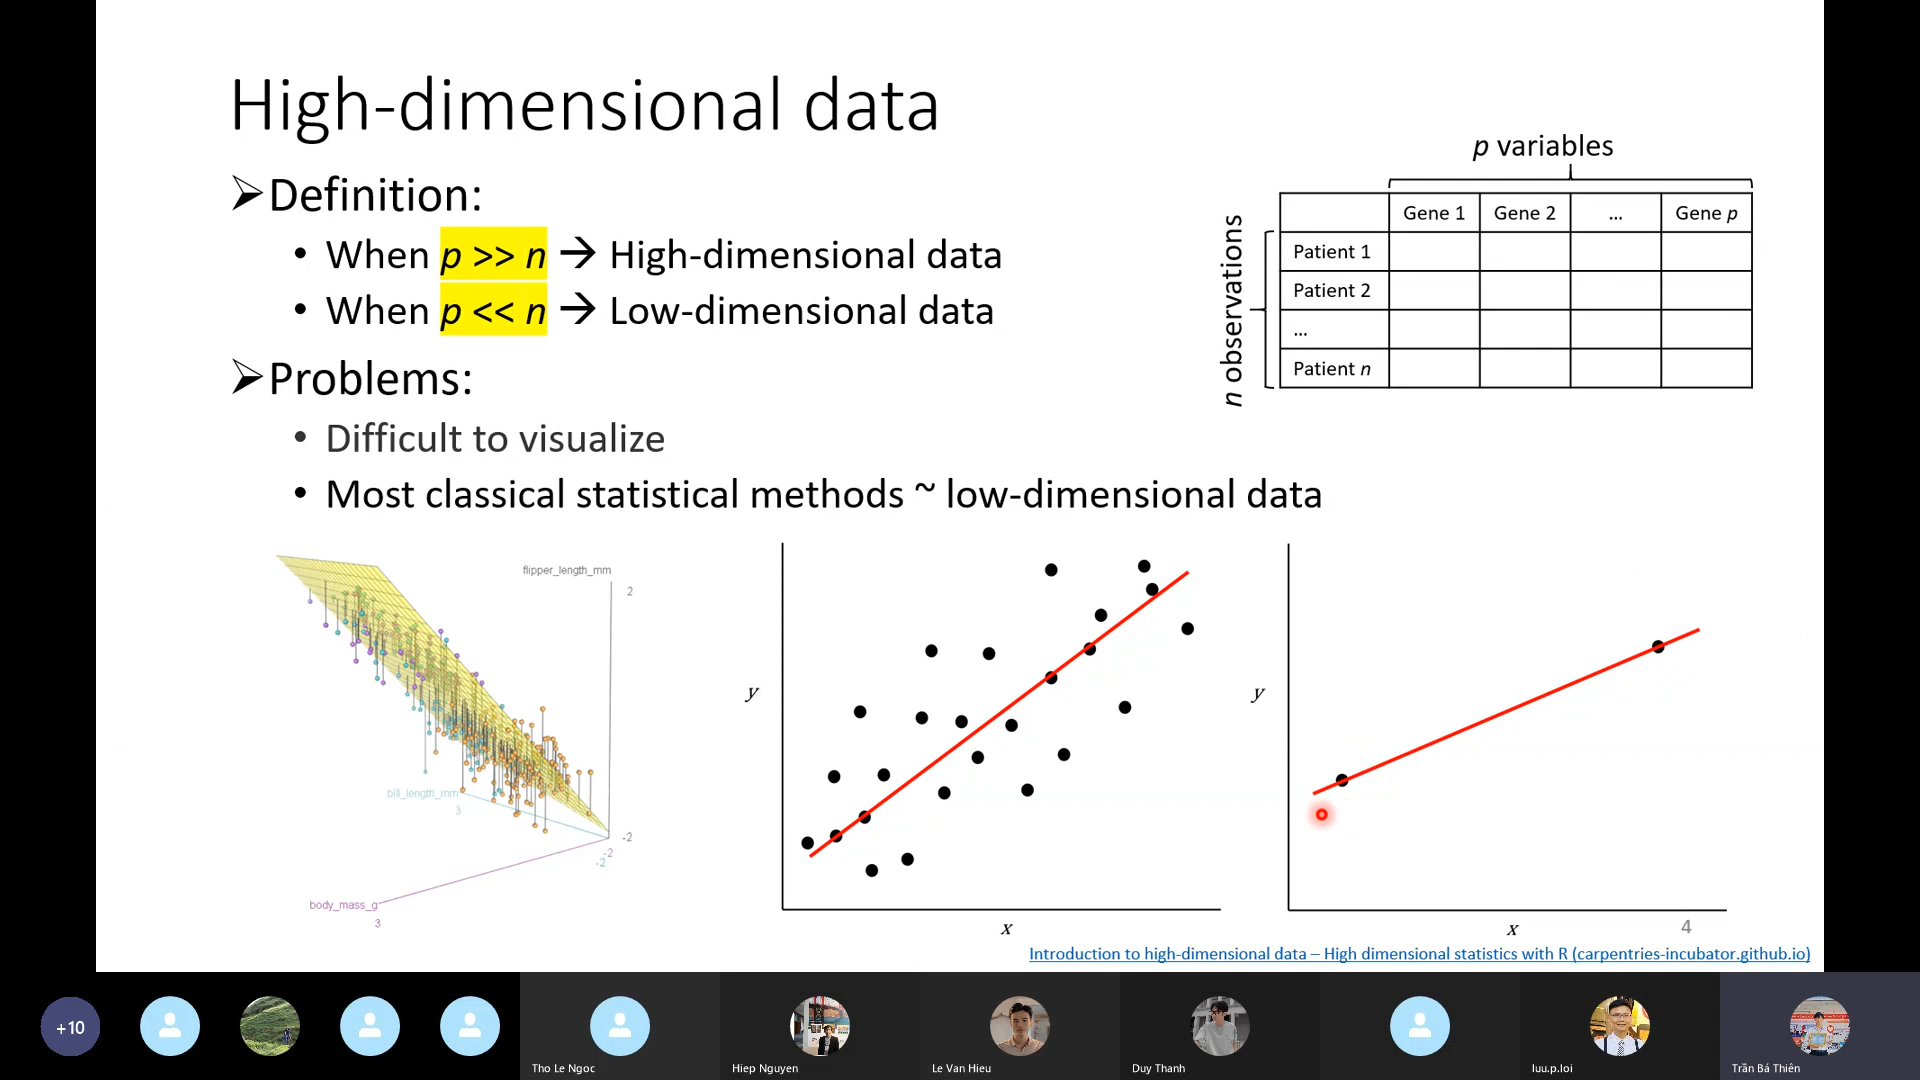 High-dimensional data
➢Definition:
• When p >> n → High-dimensional data
• When p << n → Low-dimensional data
➢Problems:
• Difficult to visualize
• Most classical statistical methods ~ low-dimensional data
p variables
n observations
Gene 1 Gene 2 ... Gene p
Patient 1
Patient 2
...
Patient n
flipper_length_mm
2
bill_length_mm
3
-2
-2
-2
body_mass_g
3
y
x
y
x
4
Introduction to high-dimensional data – High dimensional statistics with R (carpentries-incubator.github.io)
+10
Tho Le Ngoc
Hiep Nguyen
Le Van Hieu
Duy Thanh
luu.p.loi
Trần Bá Thiên